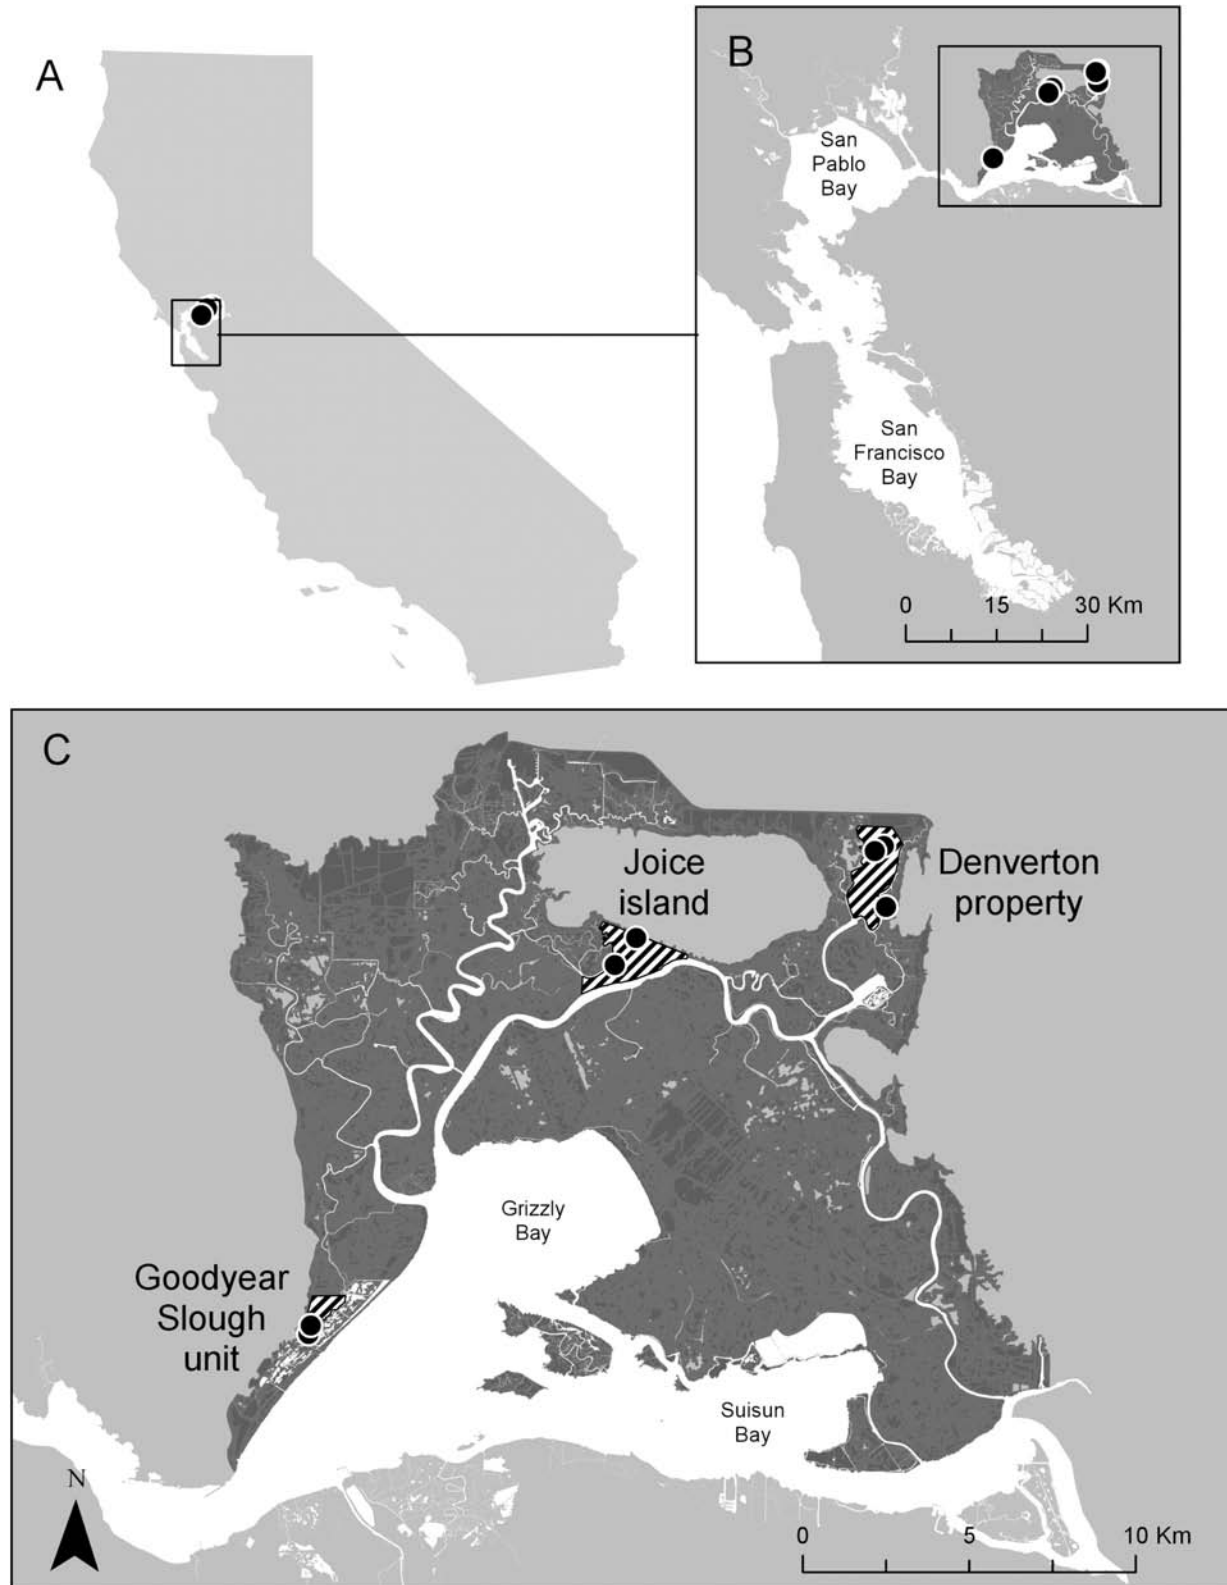 A
B
San
Pablo
Bay
San
Francisco
Bay
0 15 30 Km
C
Joice
island
Denverton
property
Grizzly
Bay
Goodyear
Slough
unit
Suisun
Bay
N
0 5 10 Km